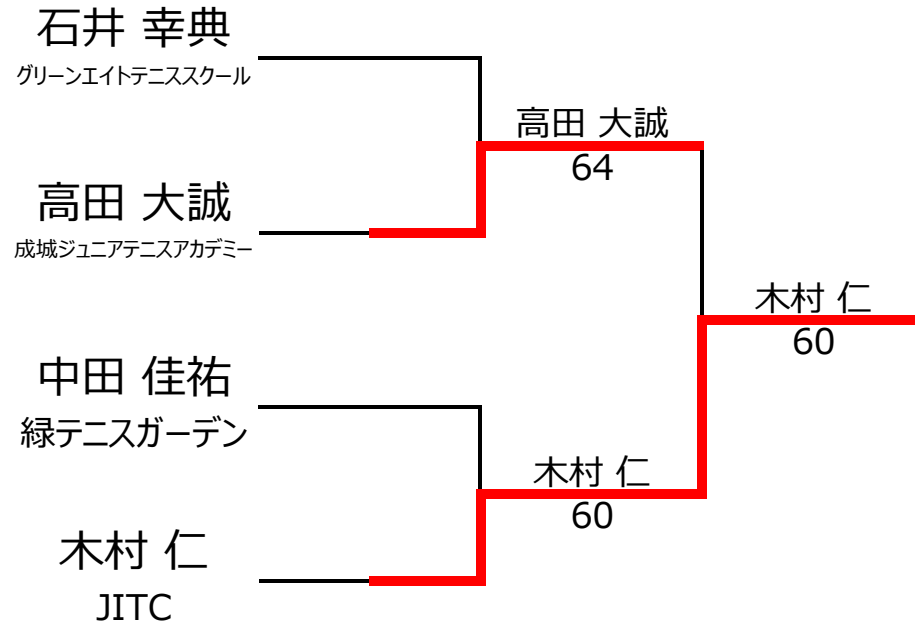 石井 幸典
グリーンエイトテニススクール
高田 大誠
64
高田 大誠
成城ジュニアテニスアカデミー
木村 仁
60
中田 佳祐
緑テニスガーデン
木村 仁
60
木村 仁
JITC